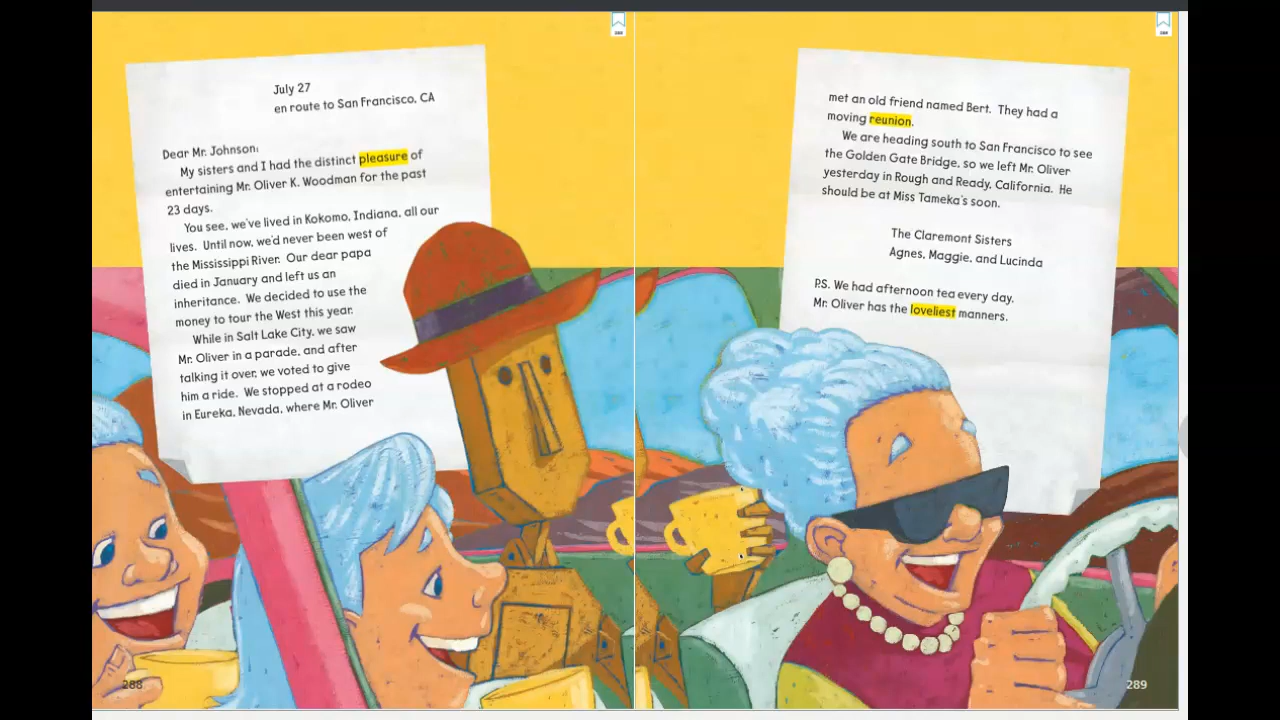 July 27
en route to San Francisco, CA
Dear Mr. Johnson:
My sisters and I had the distinct pleasure of
entertaining Mr. Oliver K. Woodman for the past
23 days.
You see, we've lived in Kokomo, Indiana, all our
lives. Until now, we'd never been west of
the Mississippi River. Our dear papa
died in January and left us an
inheritance. We decided to use the
money to tour the West this year.
While in Salt Lake City, we saw
Mr. Oliver in a parade, and after
talking it over, we voted to give
him a ride. We stopped at a rodeo
in Eureka, Nevada, where Mr. Oliver
288
met an old friend named Bert. They had a
moving reunion.
We are heading south to San Francisco to see
the Golden Gate Bridge, so we left Mr. Oliver
yesterday in Rough and Ready, California. He
should be at Miss Tameka's soon.
The Claremont Sisters
Agnes, Maggie, and Lucinda
P.S. We had afternoon tea every day.
Mr. Oliver has the loveliest manners.
289